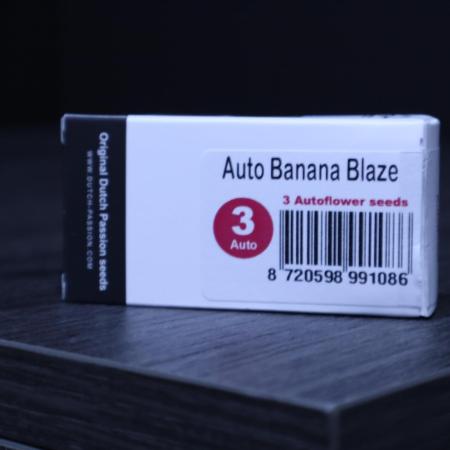 Original Dutch Passion seeds
WWW.DUTCH-PASSION.COM
Auto Banana Blaze
3 Autoflower seeds
3
Auto
8 720598 991086